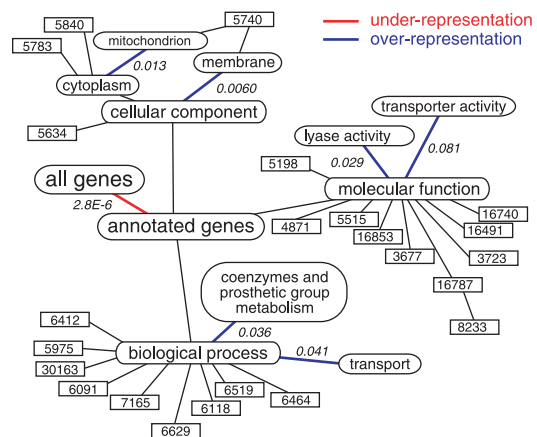 5740
under-representation
5840
mitochondrion
over-representation
5783
membrane
0.013
cytoplasm
0.0060
transporter activity
cellular component
5634
lyase activity
0.081
5198
0.029
all genes
molecular function
2.8E-6
16740
annotated genes
4871
5515
16491
16853
3677
3723
16787
coenzymes and
prosthetic group
metabolism
8233
6412
0.036
5975
biological process
0.041
transport
30163
6091
6519
6464
7165
6118
6629